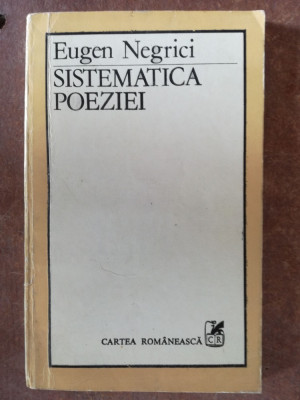 Eugen Negrici
SISTEMATICA
POEZIEI
CARTEA ROMÂNEASCĂ
CR